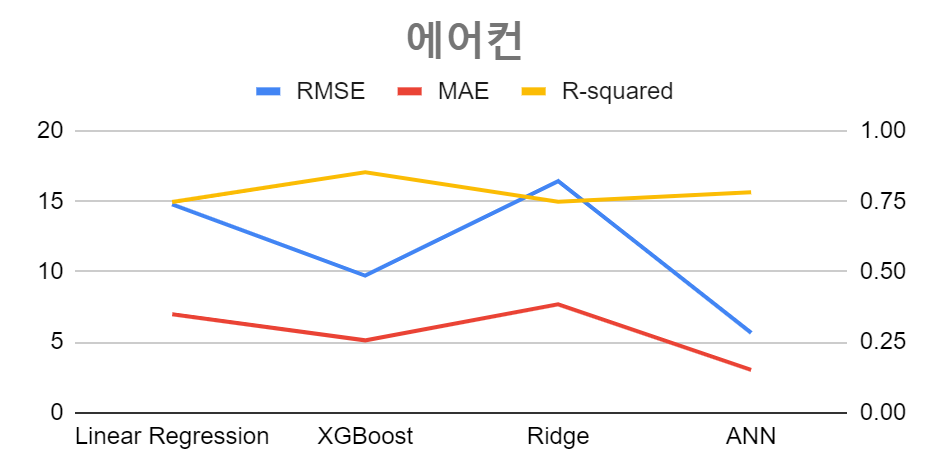 에어컨
RMSE MAE R-squared
20 1.00
15 0.75
10 0.50
5 0.25
0 0.00
Linear Regression XGBoost Ridge ANN